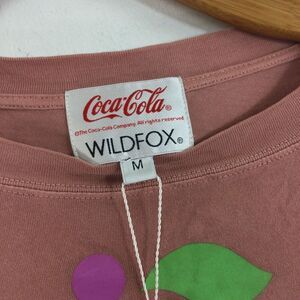 Coca-Cola®
©The Coca-Cola Company. All rights reserved
WILDFOX®
M